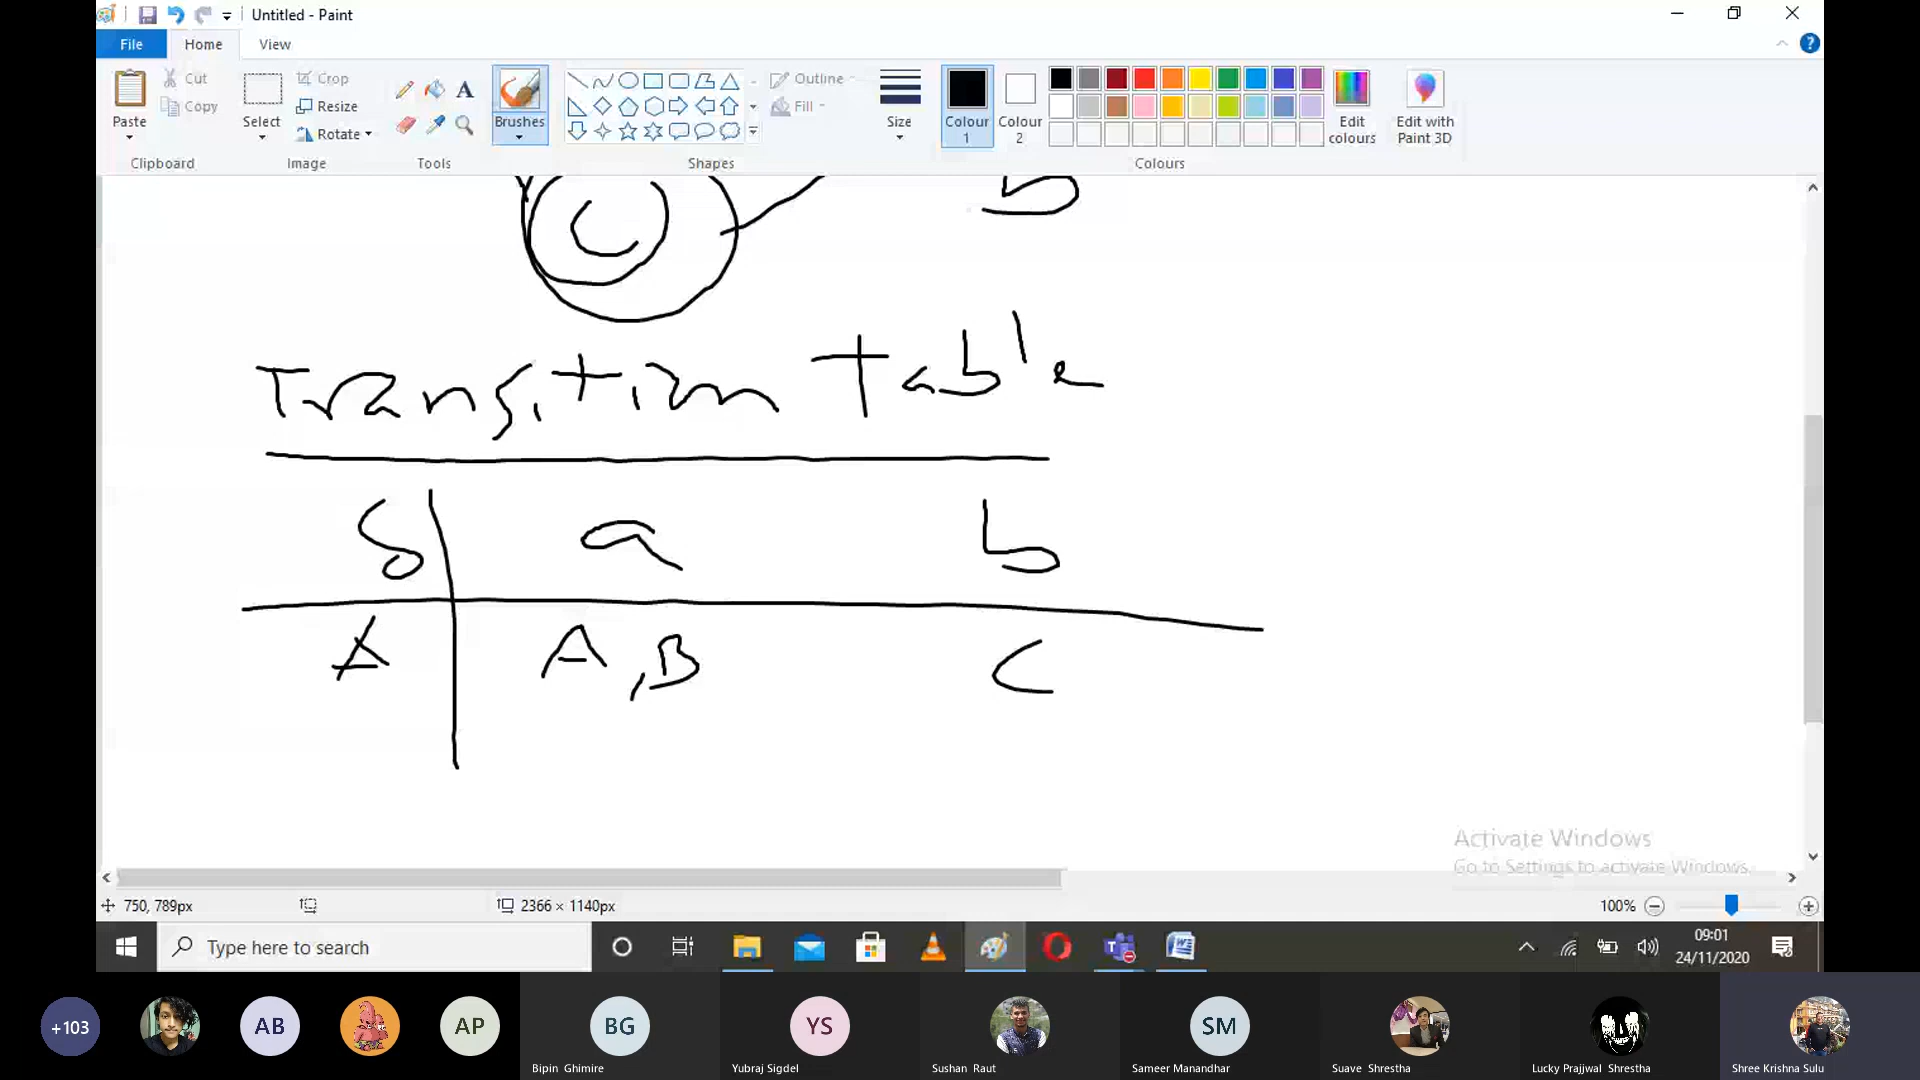 Untitled - Paint
File Home View
Paste
Cut
Copy
Clipboard
Select
Crop
Resize
Rotate
Image
A
Tools
Brushes
Outline
Fill
Shapes
Size
Colour 1
Colour 2
Edit colours
Edit with Paint 3D
Colours
C b
Transition Table
δ a b
A A,B C
Activate Windows
Go to Settings to activate Windows.
750, 789px
2366 × 1140px
100%
Type here to search
09:01
24/11/2020
+103 AB AP BG YS SM
Bipin Ghimire
Yubraj Sigdel
Sushan Raut
Sameer Manandhar
Suave Shrestha
Lucky Prajjwal Shrestha
Shree Krishna Sulu